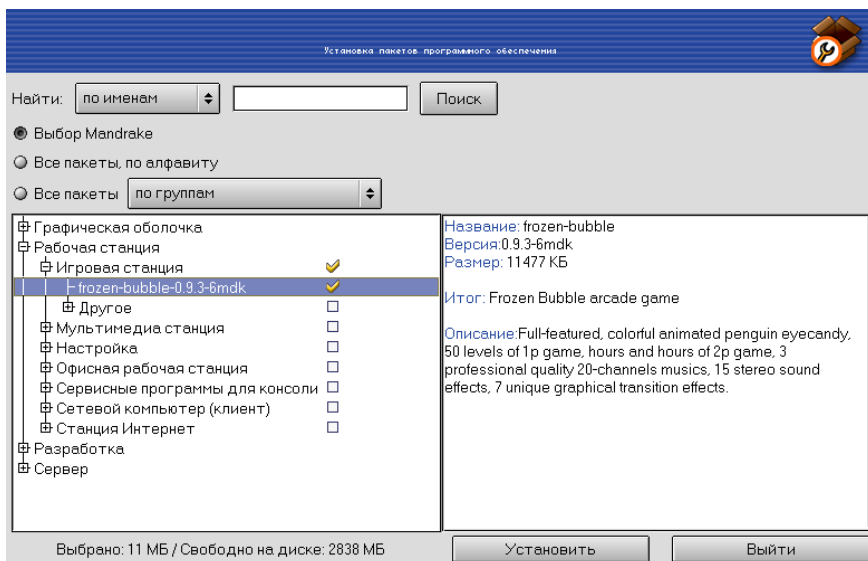 Установка пакетов программного обеспечения
Найти: по именам Поиск
Выбор Mandrake
Все пакеты, по алфавиту
Все пакеты по группам
Графическая оболочка
Рабочая станция
Игровая станция
frozen-bubble-0.9.3-6mdk
Другое
Мультимедиа станция
Настройка
Офисная рабочая станция
Сервисные программы для консоли
Сетевой компьютер (клиент)
Станция Интернет
Разработка
Сервер
Название: frozen-bubble
Версия:0.9.3-6mdk
Размер: 11477 КБ
Итог: Frozen Bubble arcade game
Описание:Full-featured, colorful animated penguin eyecandy,
50 levels of 1p game, hours and hours of 2p game, 3
professional quality 20-channels musics, 15 stereo sound
effects, 7 unique graphical transition effects.
Выбрано: 11 МБ / Свободно на диске: 2838 МБ Установить Выйти